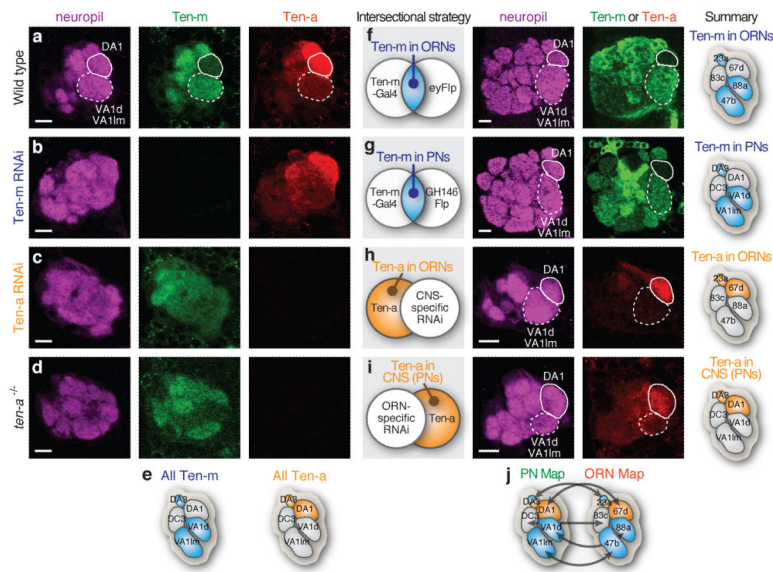 neuropil Ten-m Ten-a Intersectional strategy neuropil Ten-m or Ten-a Summary
Wild type
a
DA1
VA1d
VA1lm
f
Ten-m in ORNs
Ten-m
-Gal4
eyFlp
DA1
VA1d
VA1lm
Ten-m in ORNs
23a
67d
83c
88a
47b
Ten-m RNAi
b
g
Ten-m in PNs
Ten-m
-Gal4
GH146
Flp
DA1
VA1d
VA1lm
Ten-m in PNs
DA3
DA1
DC3
VA1d
VA1lm
Ten-a RNAi
c
h
Ten-a in ORNs
Ten-a
CNS-
specific
RNAi
DA1
VA1d
VA1lm
Ten-a in ORNs
23a
67d
83c
88a
47b
ten-a -/-
d
i
Ten-a in
CNS (PNs)
ORN-
specific
RNAi
Ten-a
DA1
VA1d
VA1lm
Ten-a in
CNS (PNs)
DA3
DA1
DC3
VA1d
VA1lm
e
All Ten-m
DA3
DA1
DC3
VA1d
VA1lm
All Ten-a
DA3
DA1
DC3
VA1d
VA1lm
j
PN Map
DA3
DA1
DC3
VA1d
VA1lm
ORN Map
23a
67d
83c
88a
47b